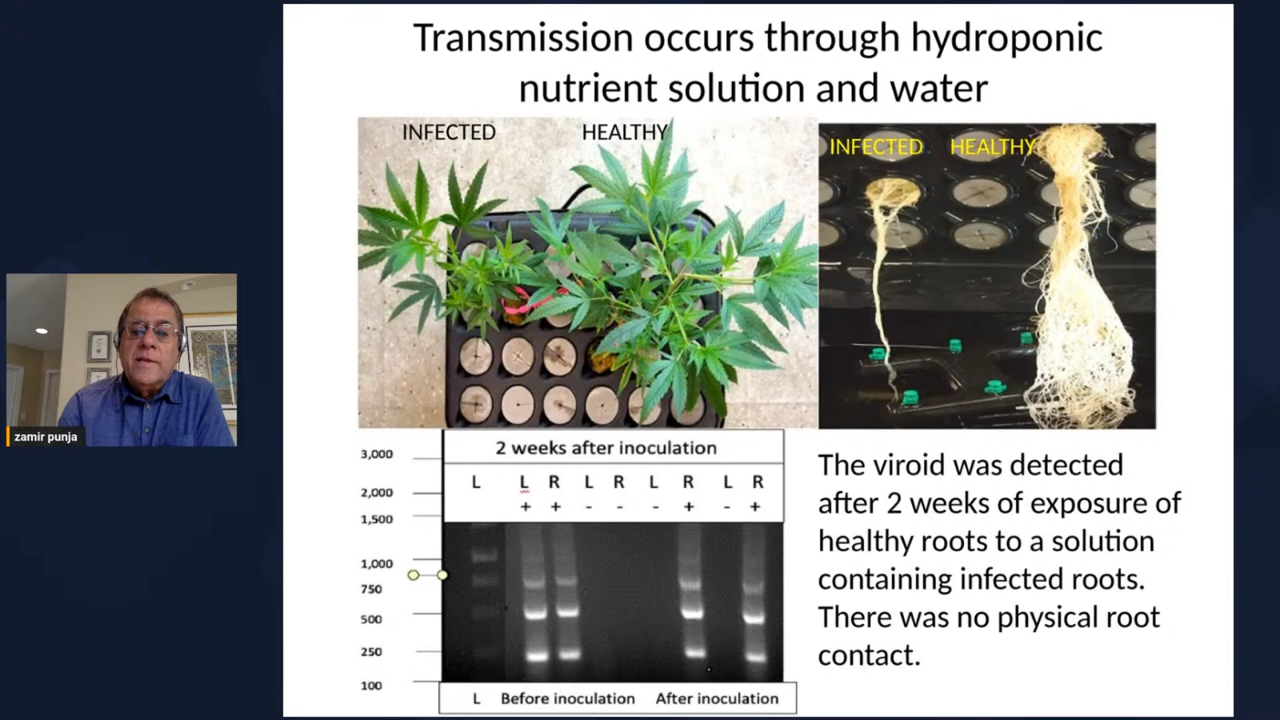 Transmission occurs through hydroponic
nutrient solution and water
INFECTED HEALTHY
INFECTED HEALTHY
zamir punja
2 weeks after inoculation
L L R L R L R L R
+ + - - - + - +
3,000
2,000
1,500
1,000
750
500
250
100
L Before inoculation After inoculation
The viroid was detected
after 2 weeks of exposure of
healthy roots to a solution
containing infected roots.
There was no physical root
contact.